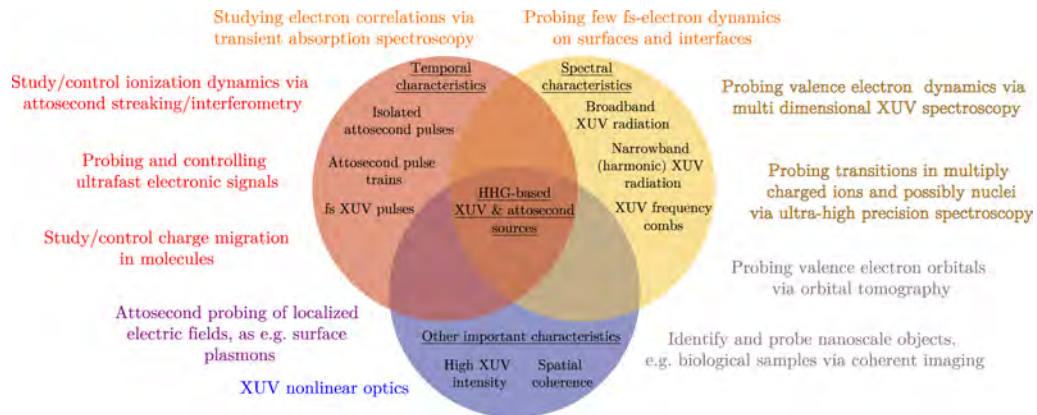 Studying electron correlations via
transient absorption spectroscopy
Probing few fs-electron dynamics
on surfaces and interfaces
Study/control ionization dynamics via
attosecond streaking/interferometry
Probing and controlling
ultrafast electronic signals
Study/control charge migration
in molecules
Attosecond probing of localized
electric fields, as e.g. surface
plasmons
XUV nonlinear optics
Temporal
characteristics
Isolated
attosecond pulses
Attosecond pulse
trains
fs XUV pulses
Spectral
characteristics
Broadband
XUV radiation
Narrowband
(harmonic) XUV
radiation
XUV frequency
combs
HHG-based
XUV & attosecond
sources
Other important characteristics
High XUV
intensity
Spatial
coherence
Probing valence electron dynamics via
multi dimensional XUV spectroscopy
Probing transitions in multiply
charged ions and possibly nuclei
via ultra-high precision spectroscopy
Probing valence electron orbitals
via orbital tomography
Identify and probe nanoscale objects,
e.g. biological samples via coherent imaging